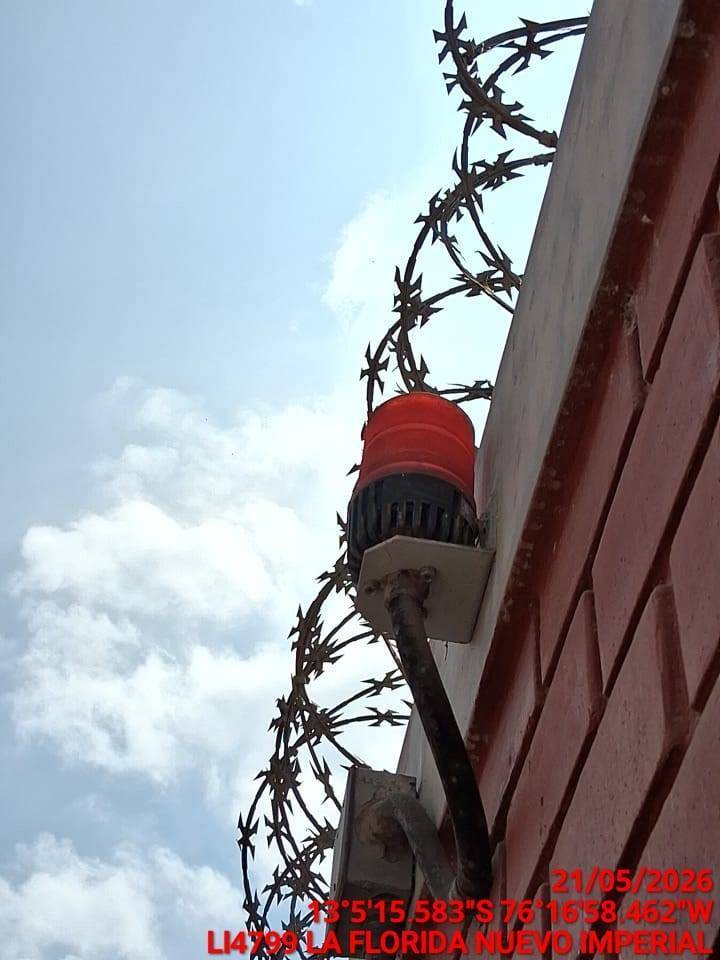 21/05/2026
13°5'15.583"S 76°16'58.462"W
LI4799 LA FLORIDA NUEVO IMPERIAL